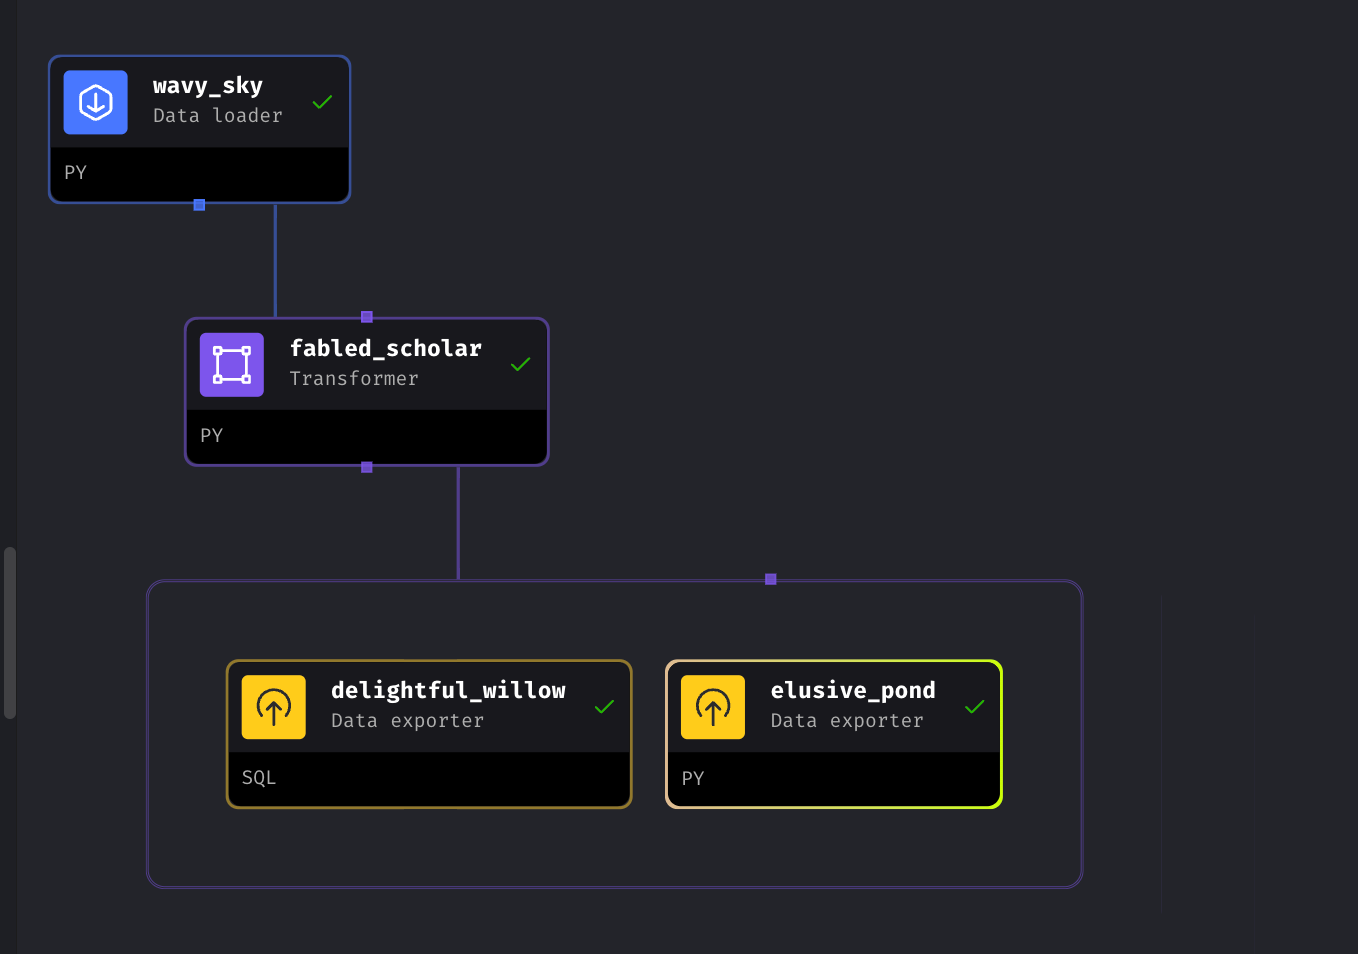 wavy_sky
Data loader
PY
fabled_scholar
Transformer
PY
delightful_willow
Data exporter
SQL
elusive_pond
Data exporter
PY